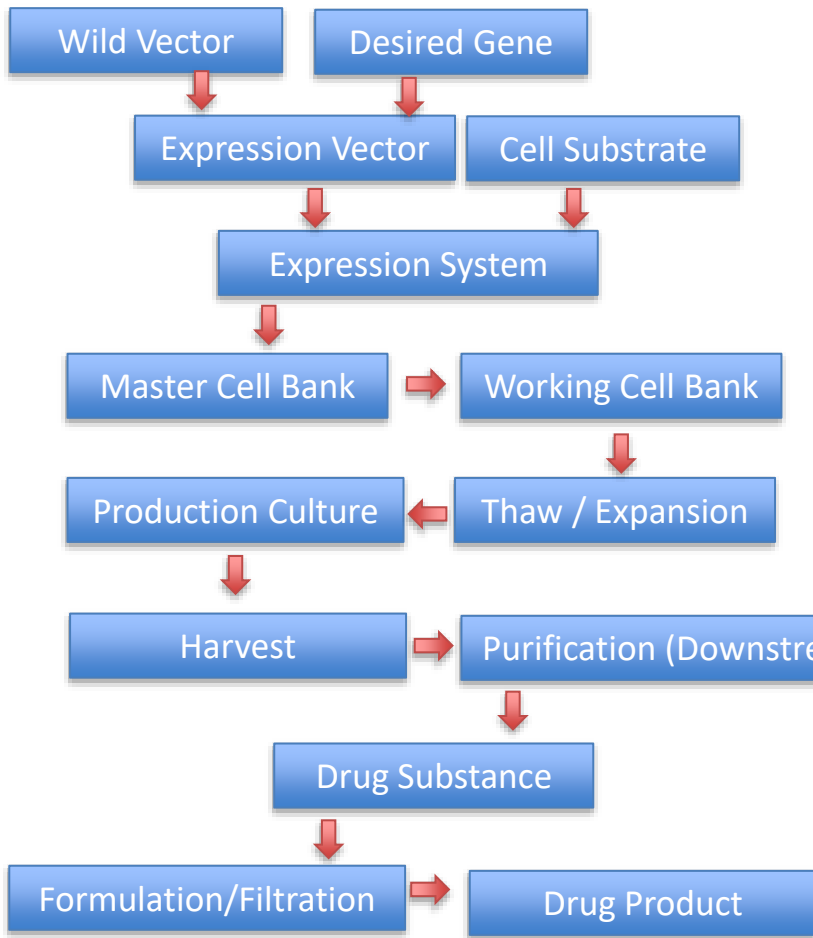 Wild Vector
Desired Gene
Expression Vector
Cell Substrate
Expression System
Master Cell Bank
Working Cell Bank
Production Culture
Thaw / Expansion
Harvest
Purification (Downstre
Drug Substance
Formulation/Filtration
Drug Product